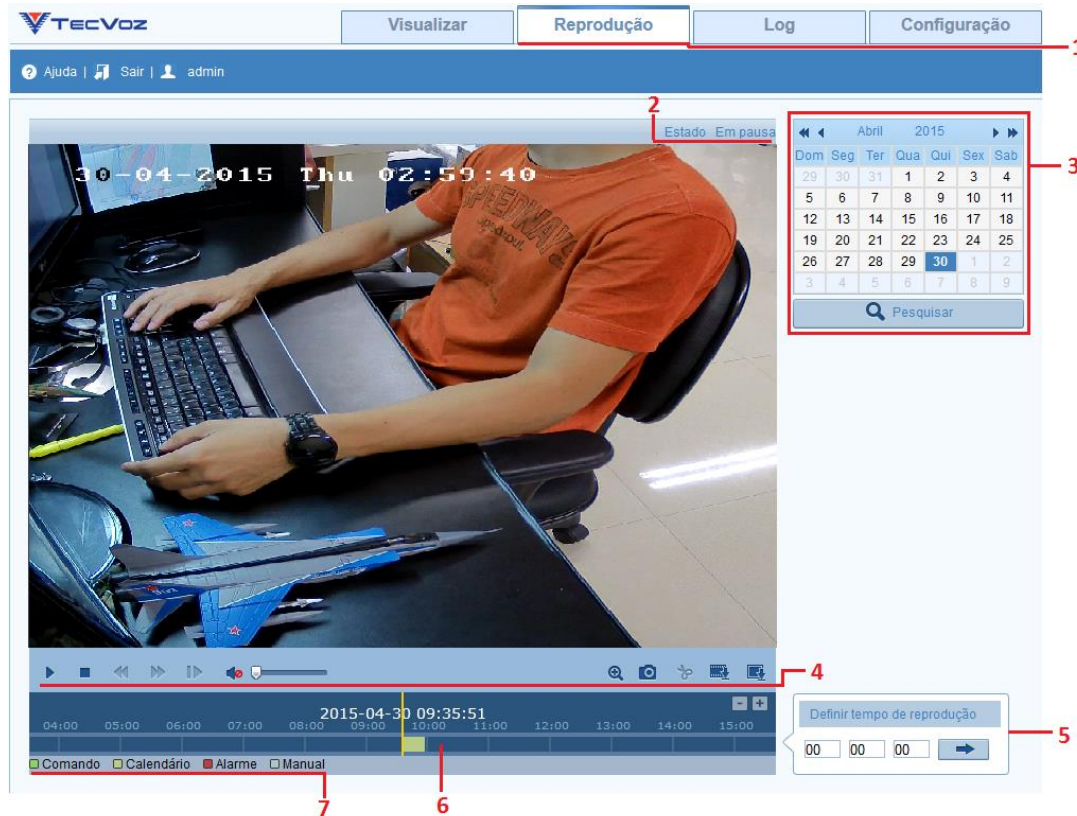 TECVOZ
Visualizar Reprodução Log Configuração
1
Ajuda | Sair | admin
2
Estado Em pausa
30-04-2015 Thu 02:59:40
SPEEDWAY
Abril 2015
Dom Seg Ter Qua Qui Sex Sab
29 30 31 1 2 3 4
5 6 7 8 9 10 11
12 13 14 15 16 17 18
19 20 21 22 23 24 25
26 27 28 29 30 1 2
3 4 5 6 7 8 9
Pesquisar
3
4
2015-04-30 09:35:51
04:00 05:00 06:00 07:00 08:00 09:00 10:00 11:00 12:00 13:00 14:00 15:00
Definir tempo de reprodução
00 00 00
5
Comando Calendário Alarme Manual
7
6